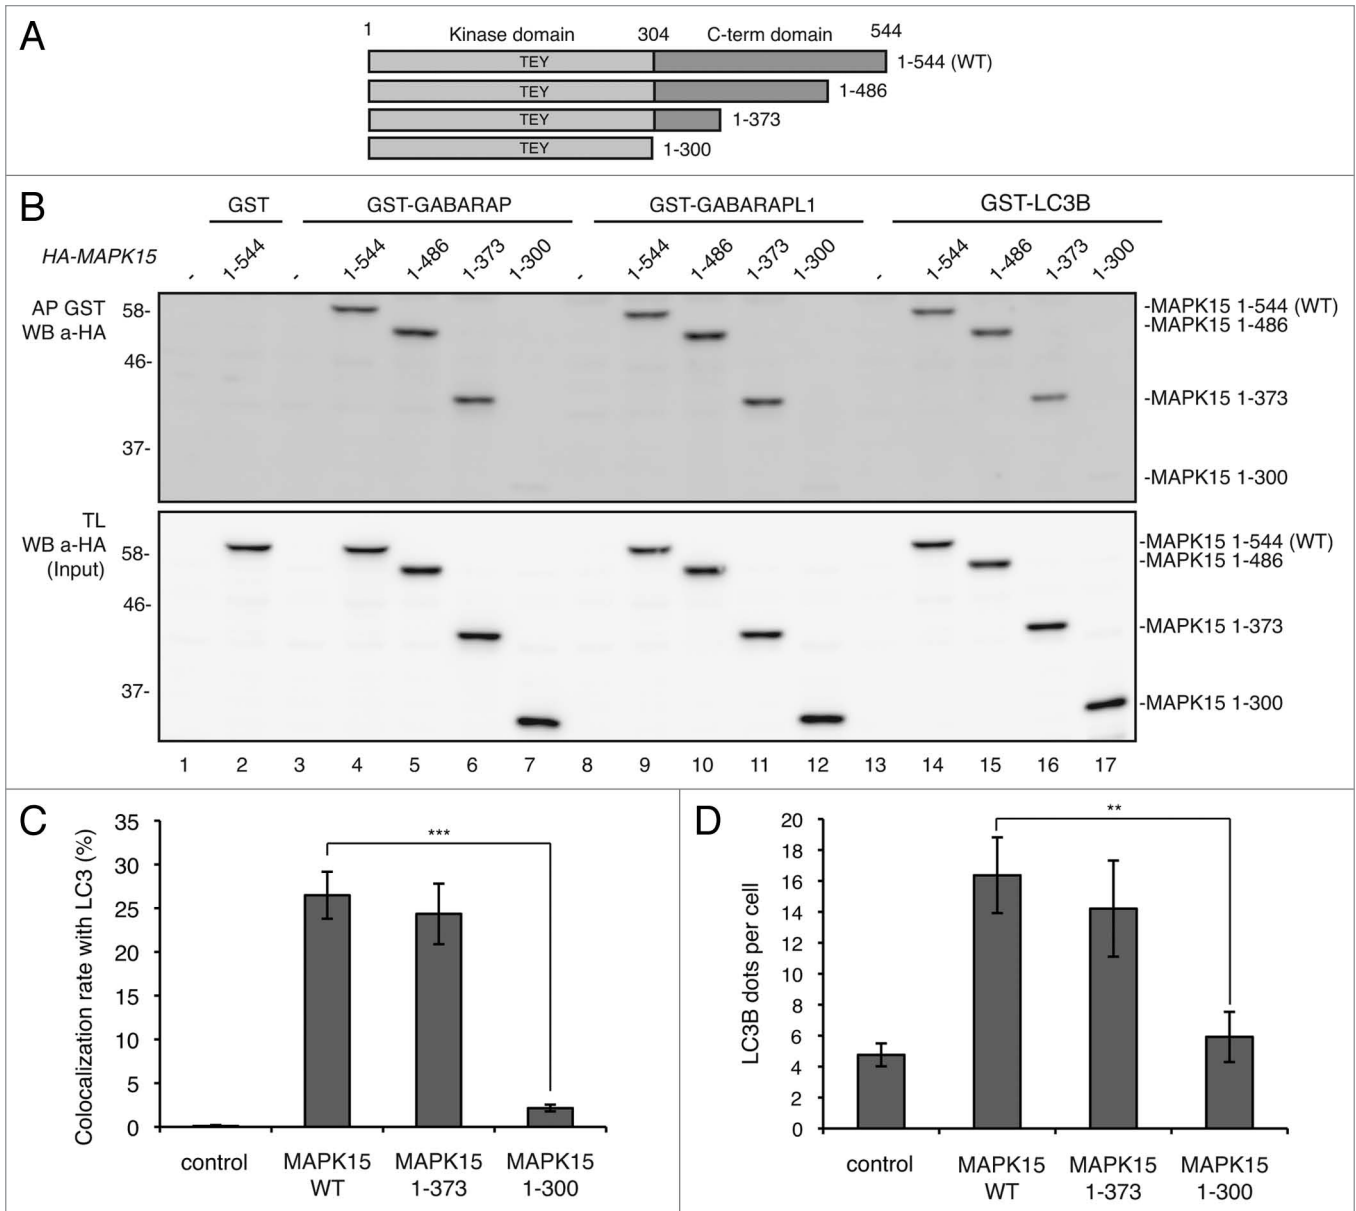 A
1 Kinase domain 304 C-term domain 544
TEY 1-544 (WT)
TEY 1-486
TEY 1-373
TEY 1-300
B
GST GST-GABARAP GST-GABARAPL1 GST-LC3B
HA-MAPK15 - 1-544 - 1-544 1-486 1-373 1-300 - 1-544 1-486 1-373 1-300 - 1-544 1-486 1-373 1-300
AP GST 58- -MAPK15 1-544 (WT)
WB a-HA -MAPK15 1-486
46-
-MAPK15 1-373
37-
-MAPK15 1-300
TL
WB a-HA 58- -MAPK15 1-544 (WT)
(Input) -MAPK15 1-486
46-
-MAPK15 1-373
37-
-MAPK15 1-300
1 2 3 4 5 6 7 8 9 10 11 12 13 14 15 16 17
C
Colocalization rate with LC3 (%)
35
30
25
20
15
10
5
0
***
control MAPK15 MAPK15 MAPK15
WT 1-373 1-300
D
LC3B dots per cell
20
18
16
14
12
10
8
6
4
2
0
**
control MAPK15 MAPK15 MAPK15
WT 1-373 1-300